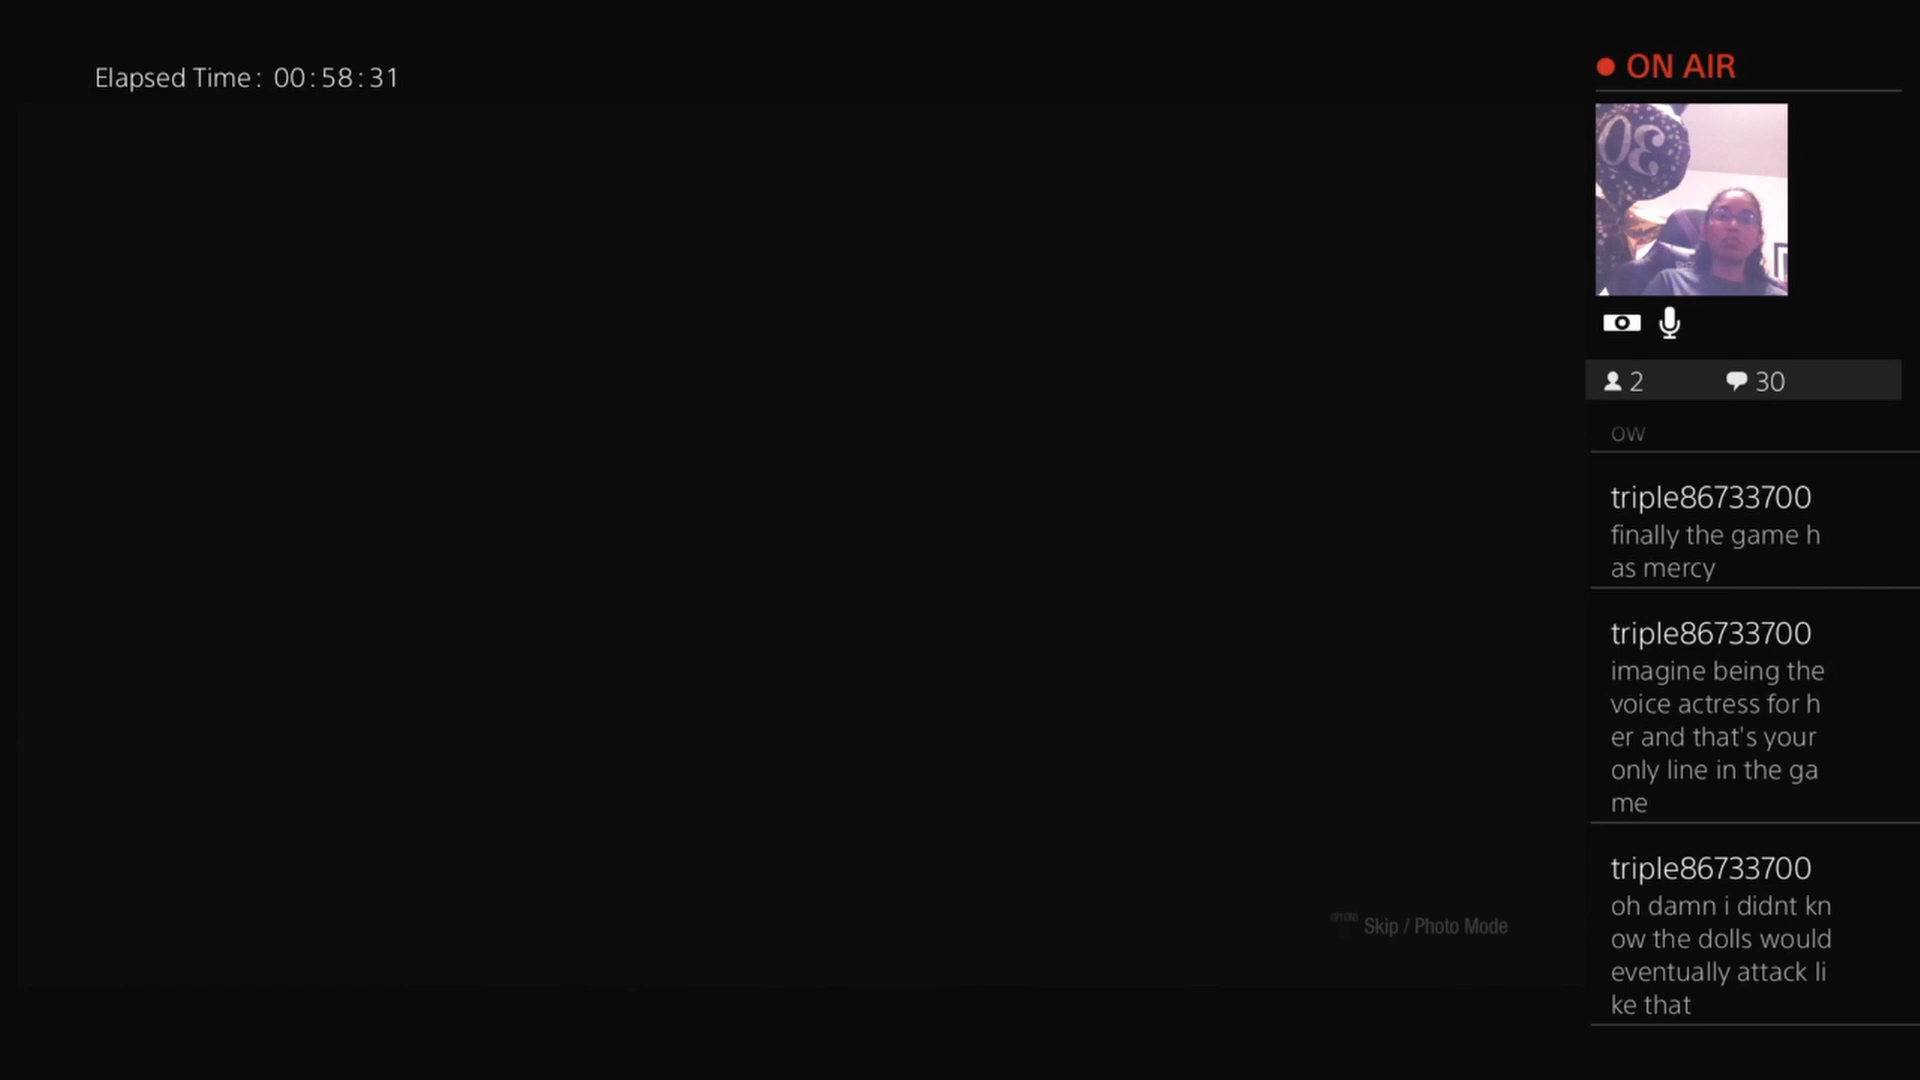 Elapsed Time: 00:58:31
ON AIR
30
2
30
ow
triple86733700
finally the game h
as mercy
triple86733700
imagine being the
voice actress for h
er and that's your
only line in the ga
me
triple86733700
oh damn i didnt kn
ow the dolls would
eventually attack li
ke that
OPTIONS
Skip / Photo Mode